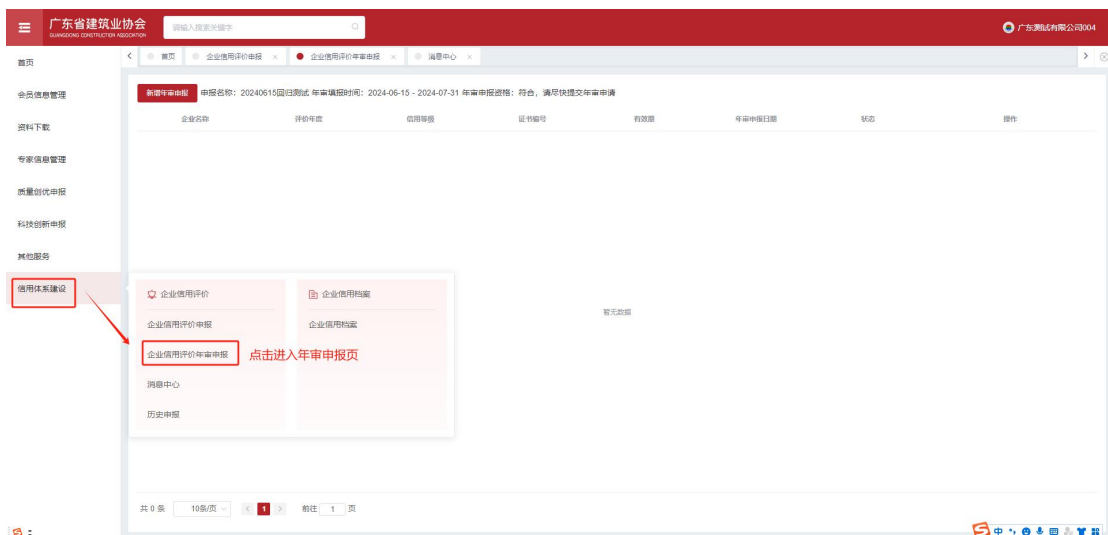 广东省建筑业协会
GUANGDONG CONSTRUCTION ASSOCIATION
请输入搜索关键字
广东测试有限公司004
首页
企业信用评价申报 ×
企业信用评价年审申报 ×
消息中心 ×
首页
会员信息管理
资料下载
专家信息管理
质量创优申报
科技创新申报
其他服务
信用体系建设
新增年审申报 申报名称：20240615回归测试 年审填报时间：2024-06-15 - 2024-07-31 年审申报资格：符合，请尽快提交年审申请
企业名称 评价年度 信用等级 证书编号 有效期 年审申报日期 状态 操作
企业信用评价 企业信用档案
企业信用评价申报 企业信用档案
企业信用评价年审申报 点击进入年审申报页
消息中心
历史申报
暂无数据
共 0 条 10条/页 < 1 > 前往 1 页
中